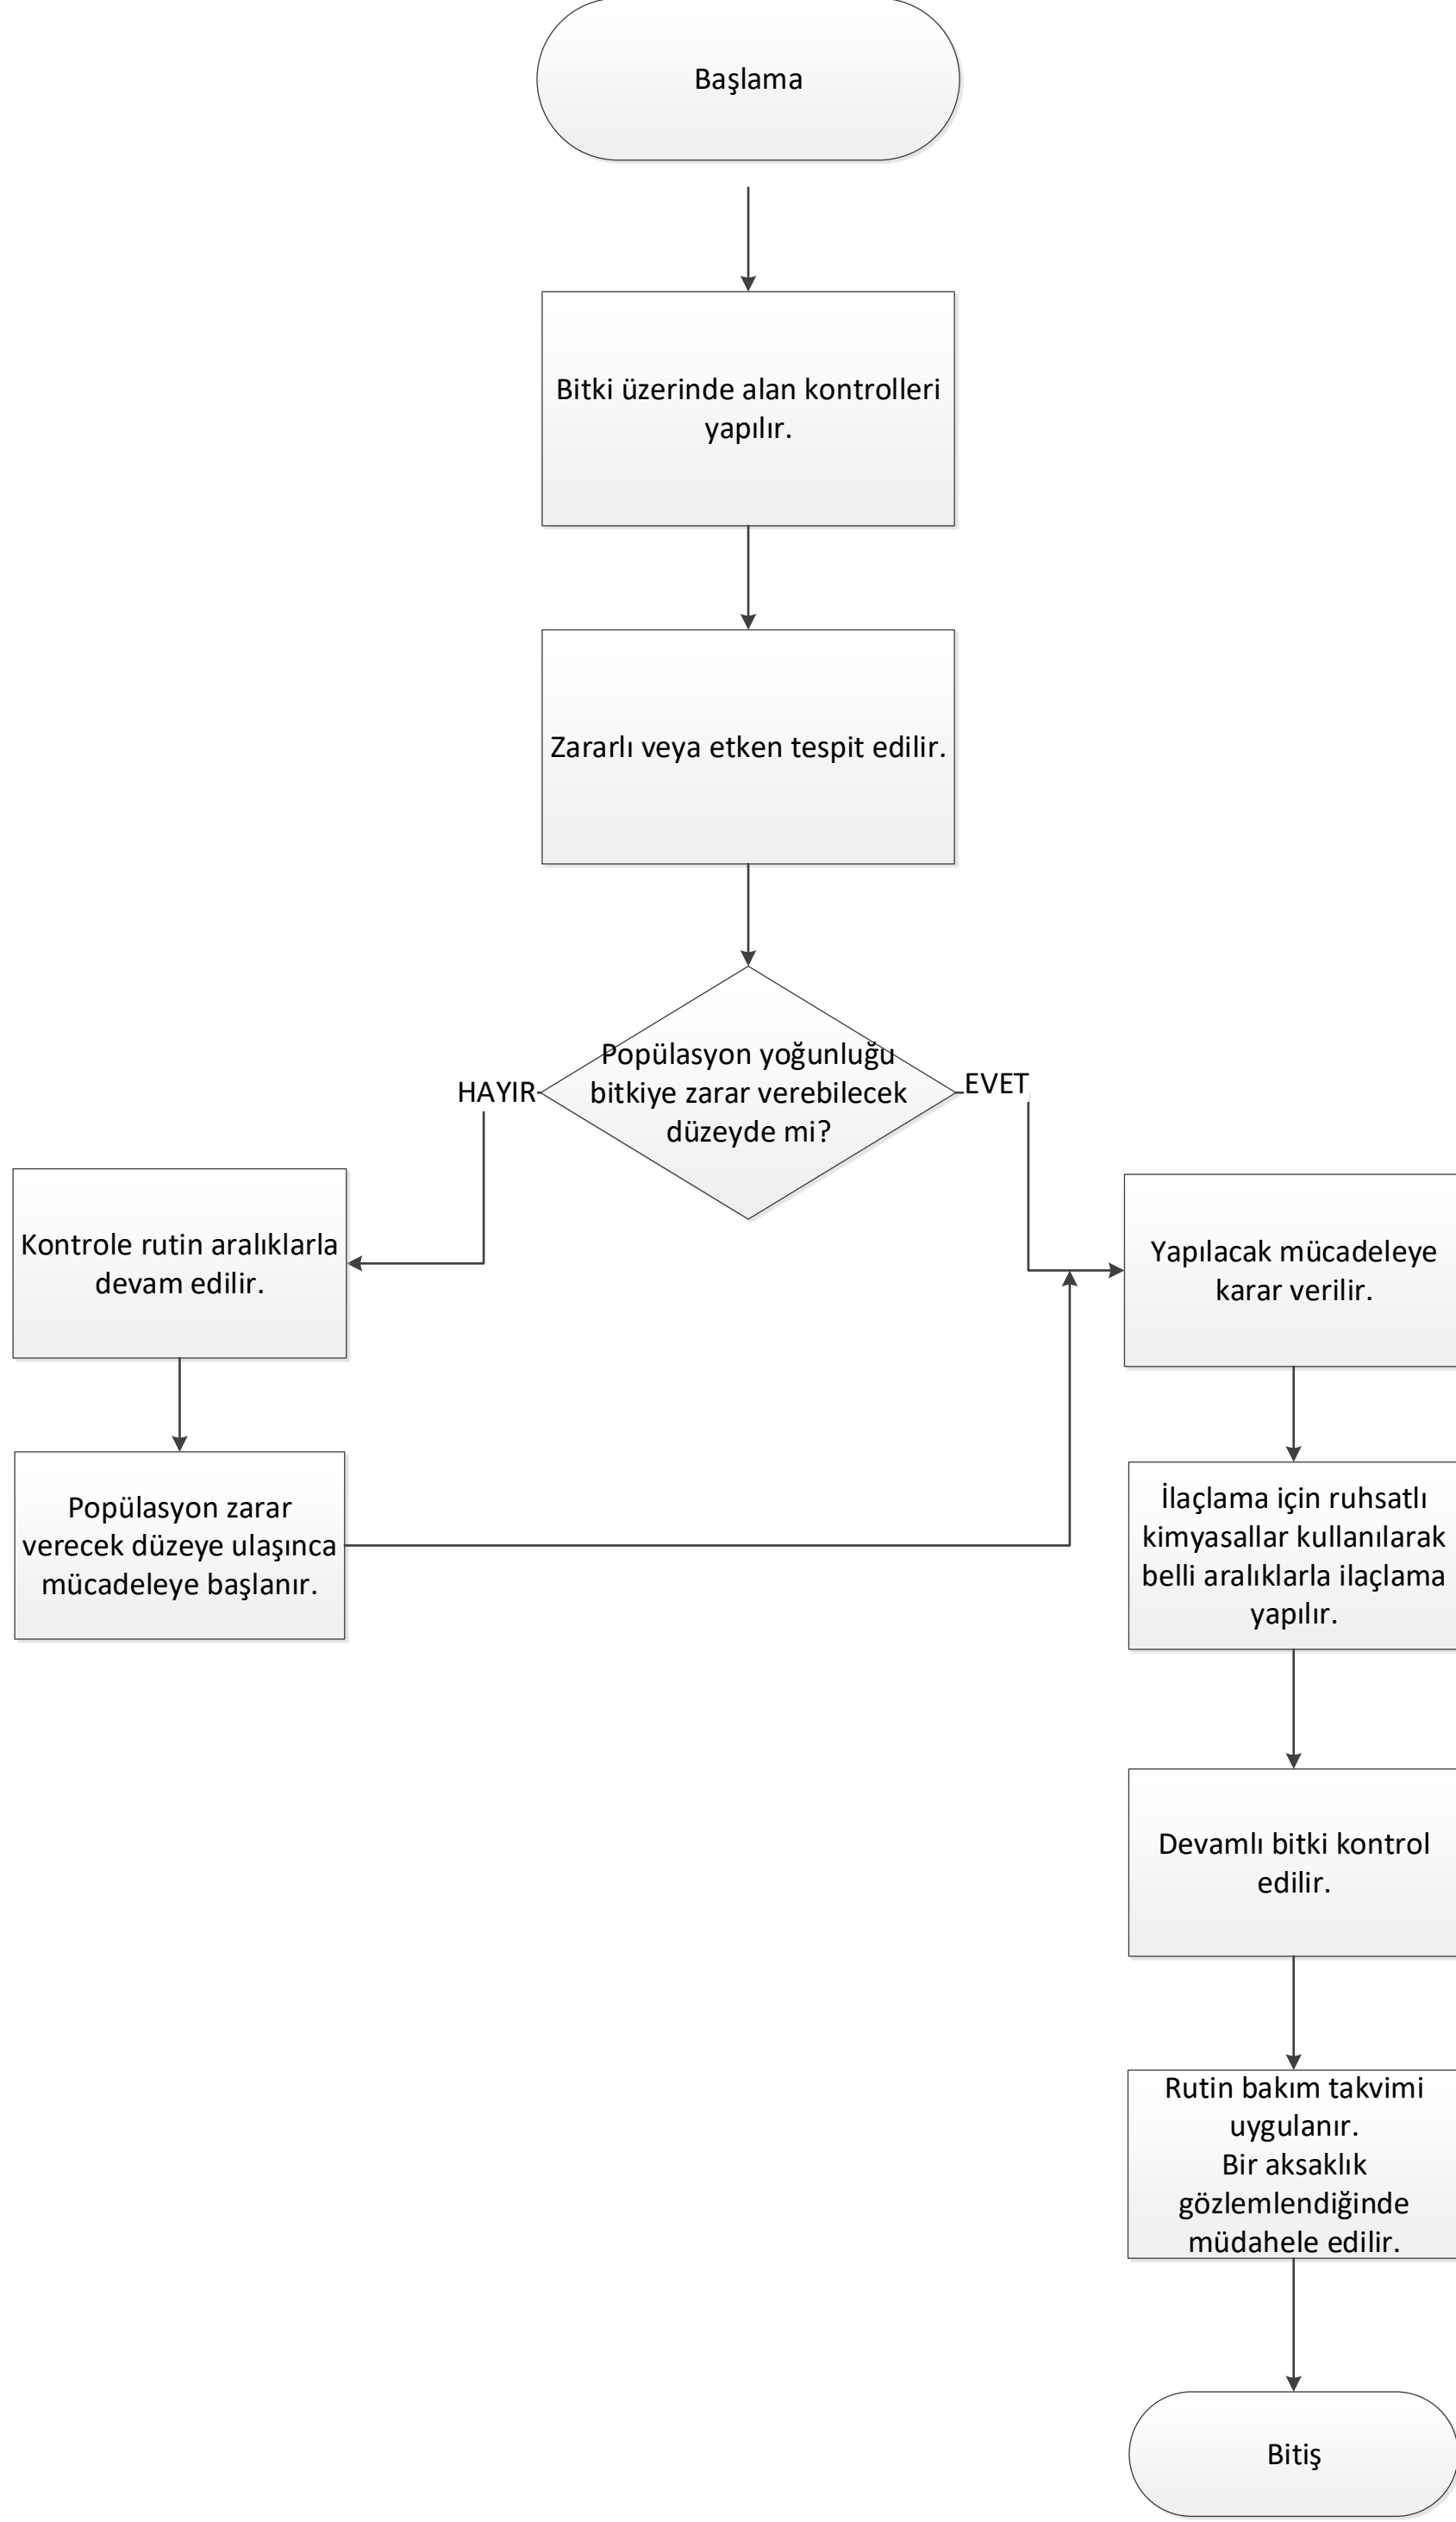 Başlama
Bitki üzerinde alan kontrolleri
yapılır.
Zararlı veya etken tespit edilir.
Popülasyon yoğunluğu
bitkiye zarar verebilecek
düzeyde mi?
HAYIR
EVET
Kontrole rutin aralıklarla
devam edilir.
Popülasyon zarar
verecek düzeye ulaşınca
mücadeleye başlanır.
Yapılacak mücadeleye
karar verilir.
İlaçlama için ruhsatlı
kimyasallar kullanılarak
belli aralıklarla ilaçlama
yapılır.
Devamlı bitki kontrol
edilir.
Rutin bakım takvimi
uygulanır.
Bir aksaklık
gözlemlendiğinde
müdahele edilir.
Bitiş